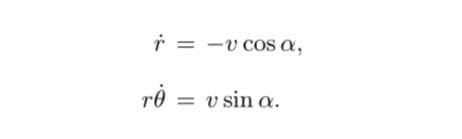 ṙ = −v cos α,
rθ̇ = v sin α.